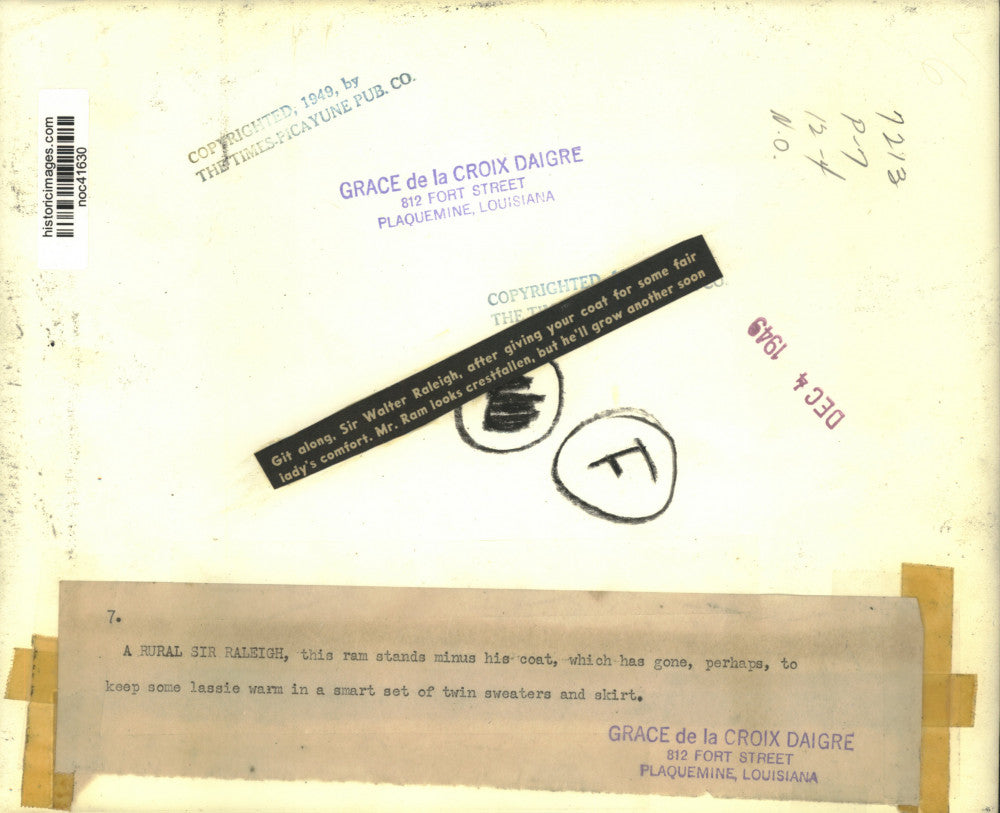 historicimages.com
noc41630
COPYRIGHTED, 1949, by
THE TIMES-PICAYUNE PUB. CO.
GRACE de la CROIX DAIGRE
812 FORT STREET
PLAQUEMINE, LOUISIANA
7213
P-7
12-4
N.O.
COPYRIGHTED
THE
CO.
Git along, Sir Walter Raleigh, after giving your coat for some fair
lady's comfort. Mr. Ram looks crestfallen, but he'll grow another soon
DEC 4 1949
F
7.
A RURAL SIR RALEIGH, this ram stands minus his coat, which has gone, perhaps, to
keep some lassie warm in a smart set of twin sweaters and skirt.
GRACE de la CROIX DAIGRE
812 FORT STREET
PLAQUEMINE, LOUISIANA